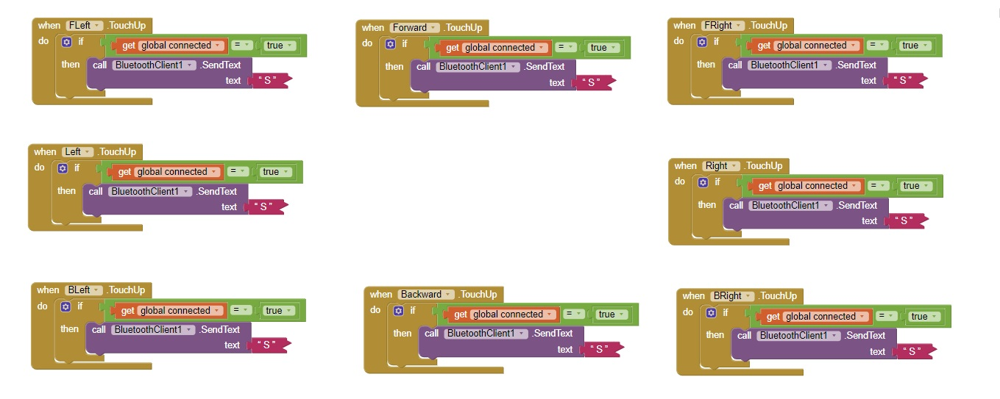 when FLeft .TouchUp
do if get global connected = true
then call BluetoothClient1 .SendText
text " S "
when Forward .TouchUp
do if get global connected = true
then call BluetoothClient1 .SendText
text " S "
when FRight .TouchUp
do if get global connected = true
then call BluetoothClient1 .SendText
text " S "
when Left .TouchUp
do if get global connected = true
then call BluetoothClient1 .SendText
text " S "
when Right .TouchUp
do if get global connected = true
then call BluetoothClient1 .SendText
text " S "
when BLeft .TouchUp
do if get global connected = true
then call BluetoothClient1 .SendText
text " S "
when Backward .TouchUp
do if get global connected = true
then call BluetoothClient1 .SendText
text " S "
when BRight .TouchUp
do if get global connected = true
then call BluetoothClient1 .SendText
text " S "